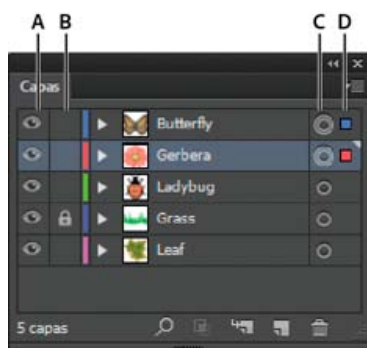 A B C D
Capas
Butterfly
Gerbera
Ladybug
Grass
Leaf
5 capas